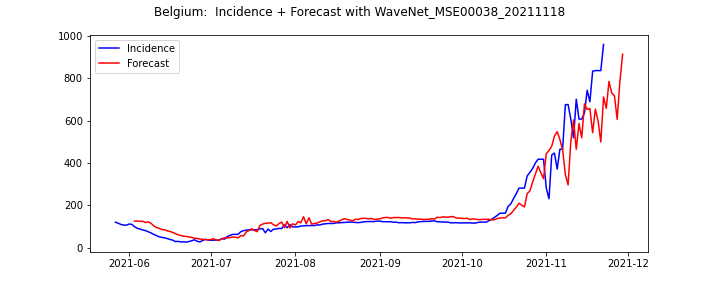 Belgium:  Incidence + Forecast with WaveNet_MSE00038_20211118
1000
800
600
400
200
0
Incidence
Forecast
2021-06 2021-07 2021-08 2021-09 2021-10 2021-11 2021-12